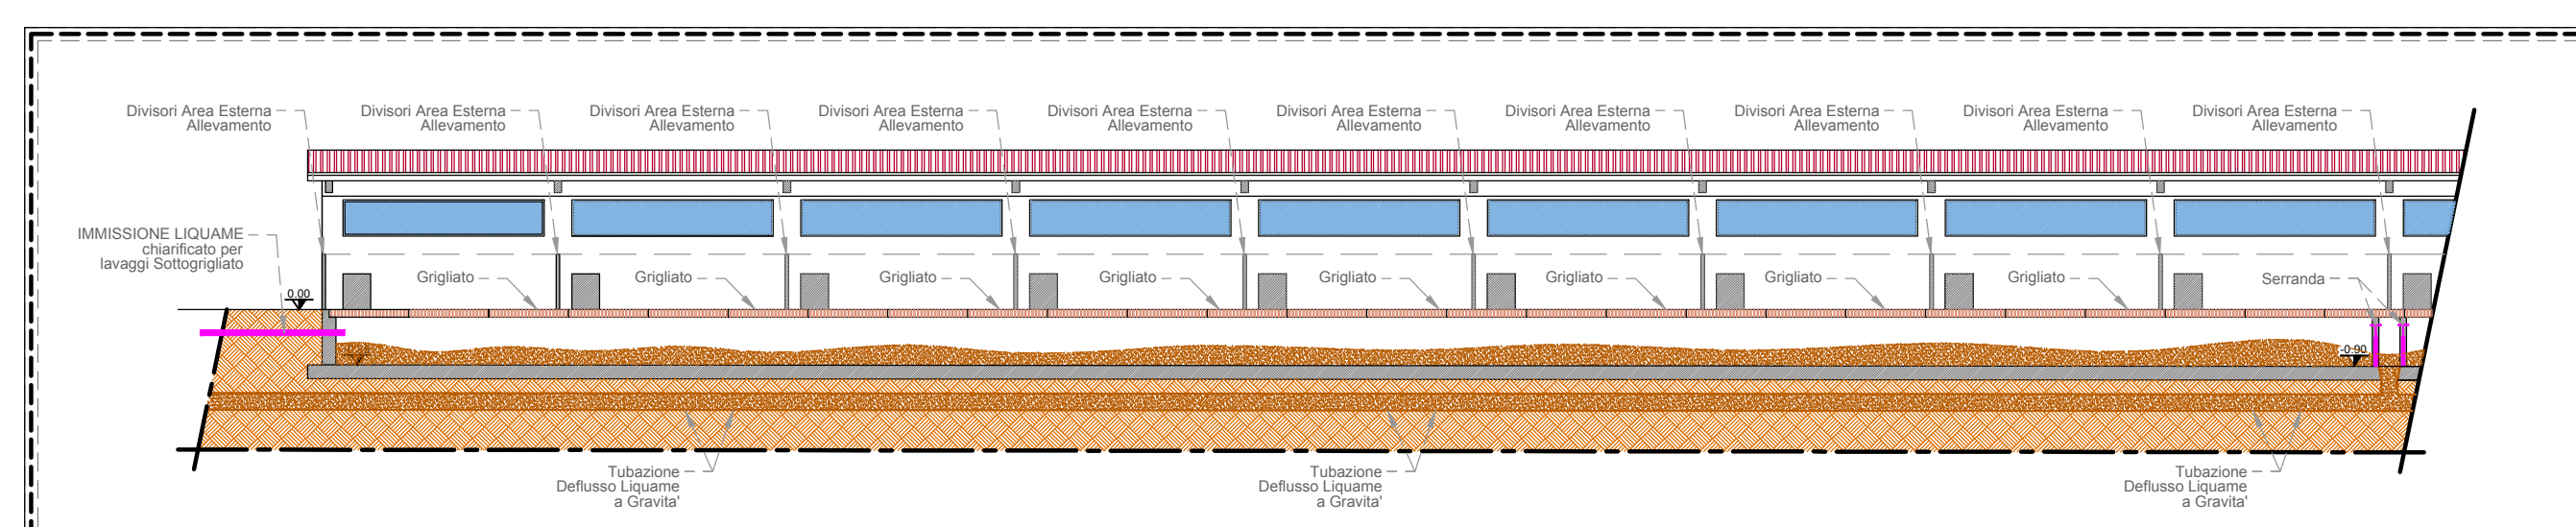 Divisori Area Esterna
Allevamento
Divisori Area Esterna
Allevamento
Divisori Area Esterna
Allevamento
Divisori Area Esterna
Allevamento
Divisori Area Esterna
Allevamento
Divisori Area Esterna
Allevamento
Divisori Area Esterna
Allevamento
Divisori Area Esterna
Allevamento
Divisori Area Esterna
Allevamento
Divisori Area Esterna
Allevamento
IMMISSIONE LIQUAME
chiarificato per
lavaggi Sottogrigliato
0.00
Grigliato
Grigliato
Grigliato
Grigliato
Grigliato
Grigliato
Grigliato
Grigliato
Serranda
-0.90
Tubazione
Deflusso Liquame
a Gravita'
Tubazione
Deflusso Liquame
a Gravita'
Tubazione
Deflusso Liquame
a Gravita'